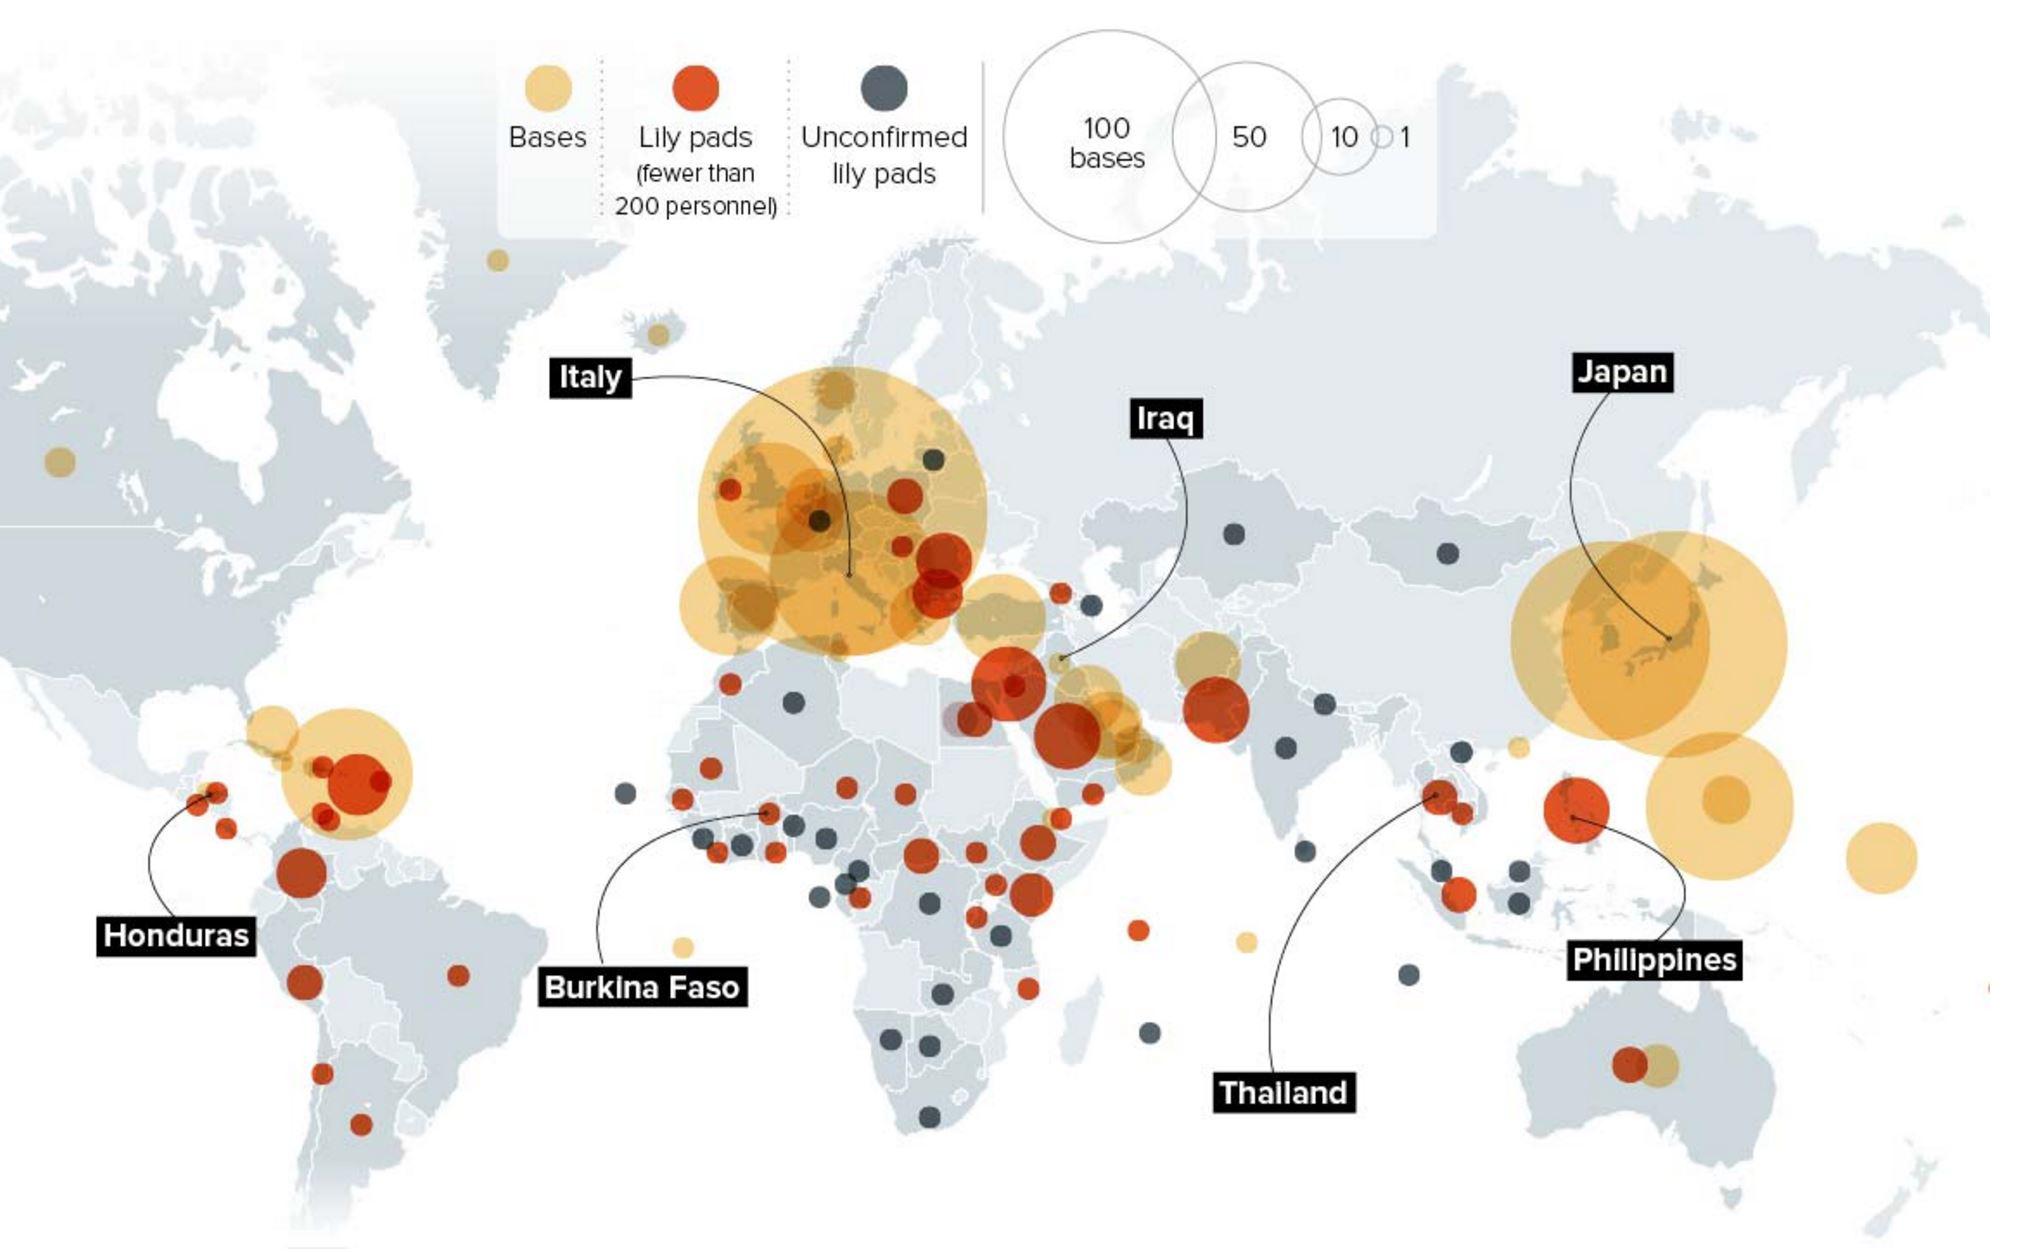 Bases
Lily pads
(fewer than
200 personnel)
Unconfirmed
lily pads
100
bases
50
10
1
Italy
Iraq
Japan
Honduras
Burkina Faso
Thailand
Philippines